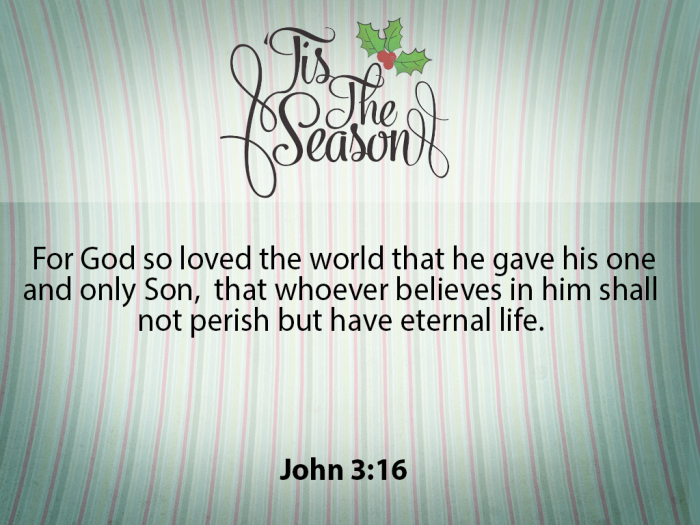 'Tis
The
Season
For God so loved the world that he gave his one
and only Son,  that whoever believes in him shall
not perish but have eternal life.
John 3:16